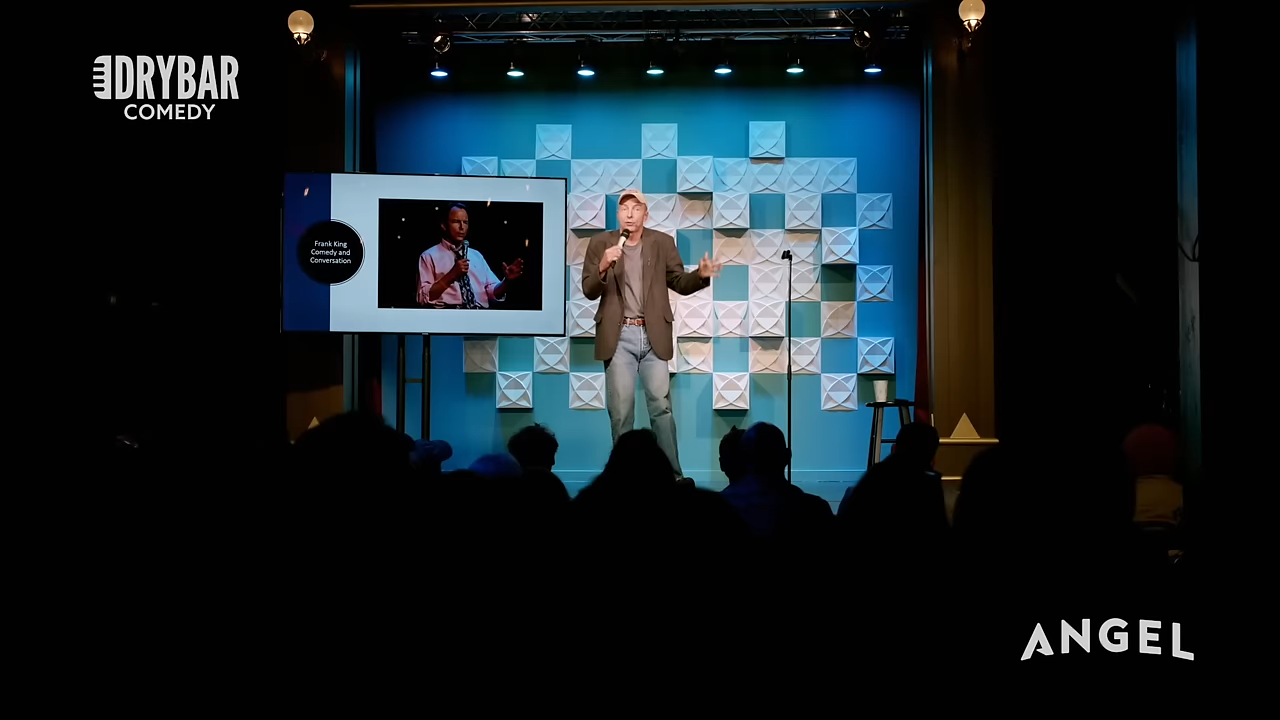 DRYBAR
COMEDY
Frank King
Comedy and
Conversation
ANGEL